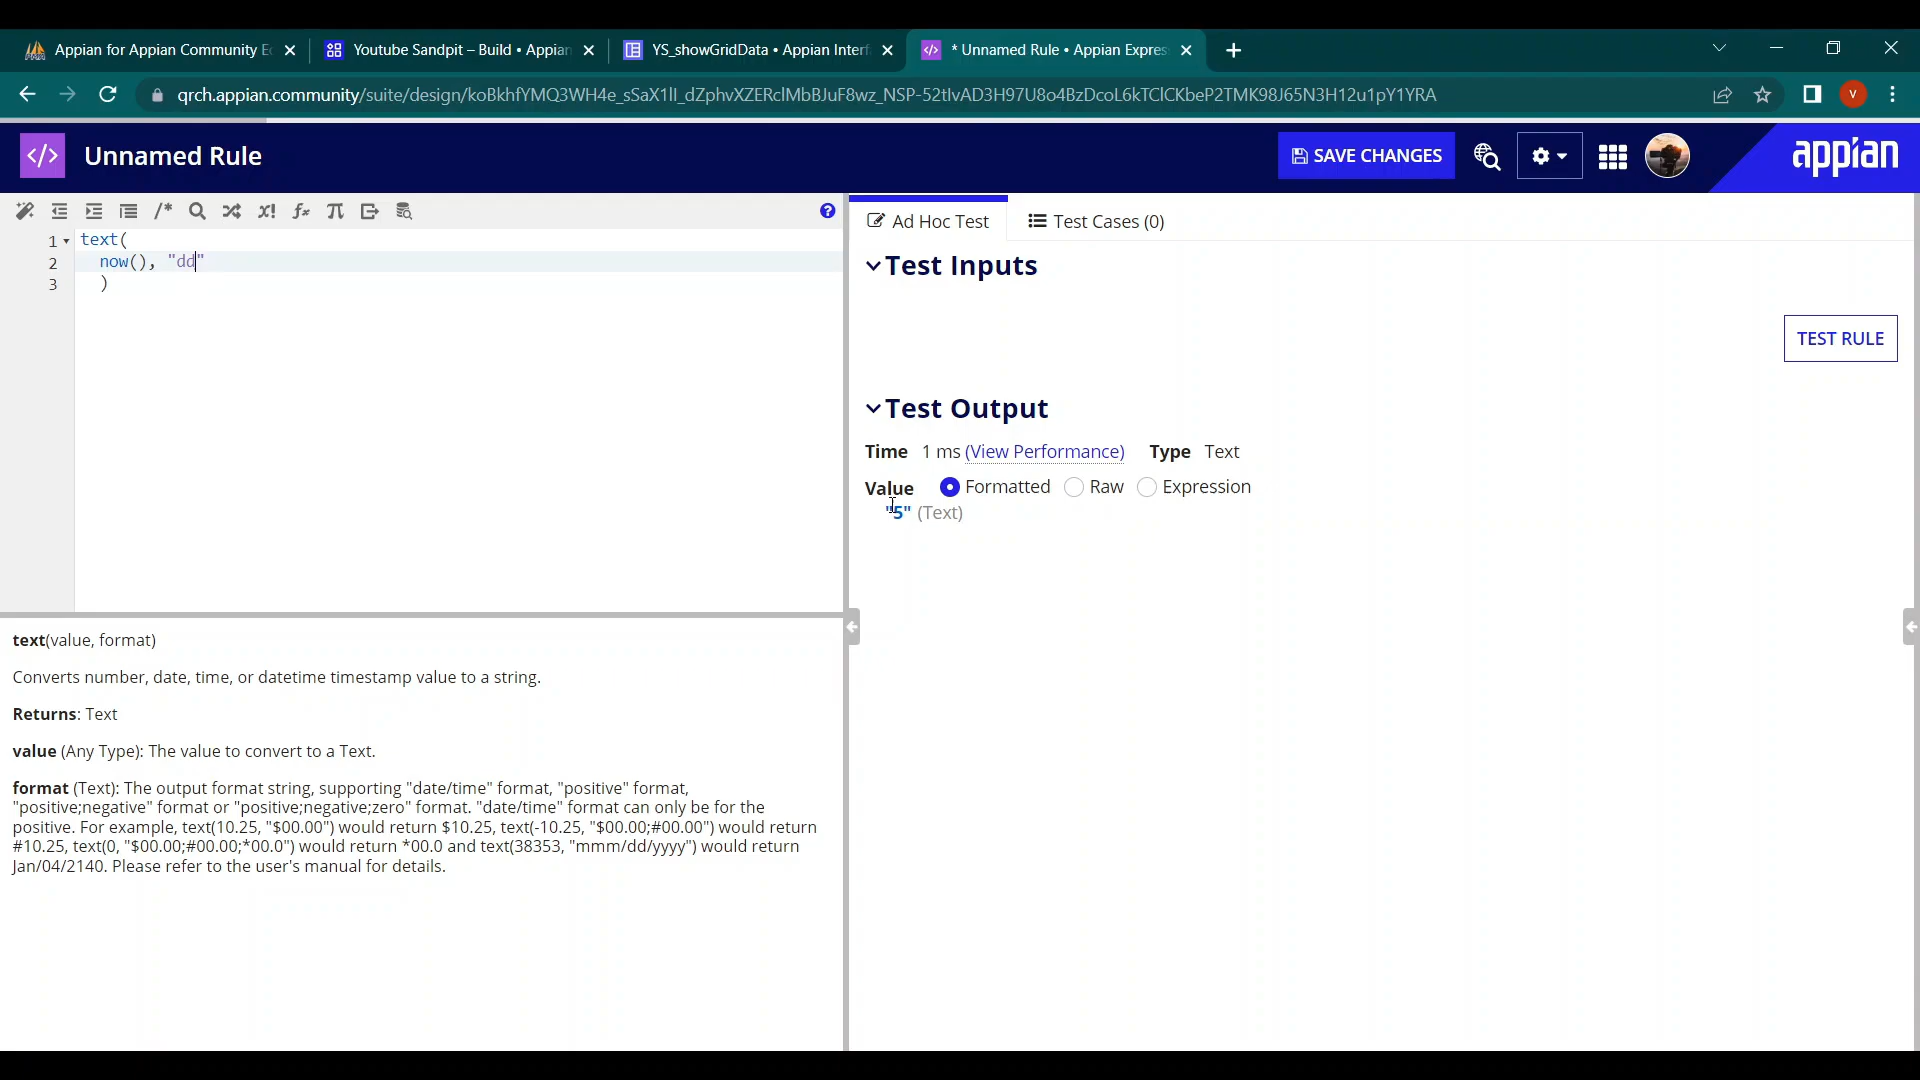 Appian for Appian Community E
Youtube Sandpit – Build • Appian
YS_showGridData • Appian Interf
* Unnamed Rule • Appian Expres
qrch.appian.community/suite/design/koBkhfYMQ3WH4e_sSaX1lI_dZphvXZERclMbBJuF8wz_NSP-52tIvAD3H97U8o4BzDcoL6kTClCKbeP2TMK98J65N3H12u1pY1YRA
V
</> Unnamed Rule
SAVE CHANGES
appian
Ad Hoc Test
Test Cases (0)
1 text(
2 now(), "dd"
3 )
Test Inputs
TEST RULE
Test Output
Time 1 ms (View Performance) Type Text
Value Formatted Raw Expression
"5" (Text)
text(value, format)
Converts number, date, time, or datetime timestamp value to a string.
Returns: Text
value (Any Type): The value to convert to a Text.
format (Text): The output format string, supporting "date/time" format, "positive" format,
"positive;negative" format or "positive;negative;zero" format. "date/time" format can only be for the
positive. For example, text(10.25, "$00.00") would return $10.25, text(-10.25, "$00.00;#00.00") would return
#10.25, text(0, "$00.00;#00.00;*00.0") would return *00.0 and text(38353, "mmm/dd/yyyy") would return
Jan/04/2140. Please refer to the user's manual for details.